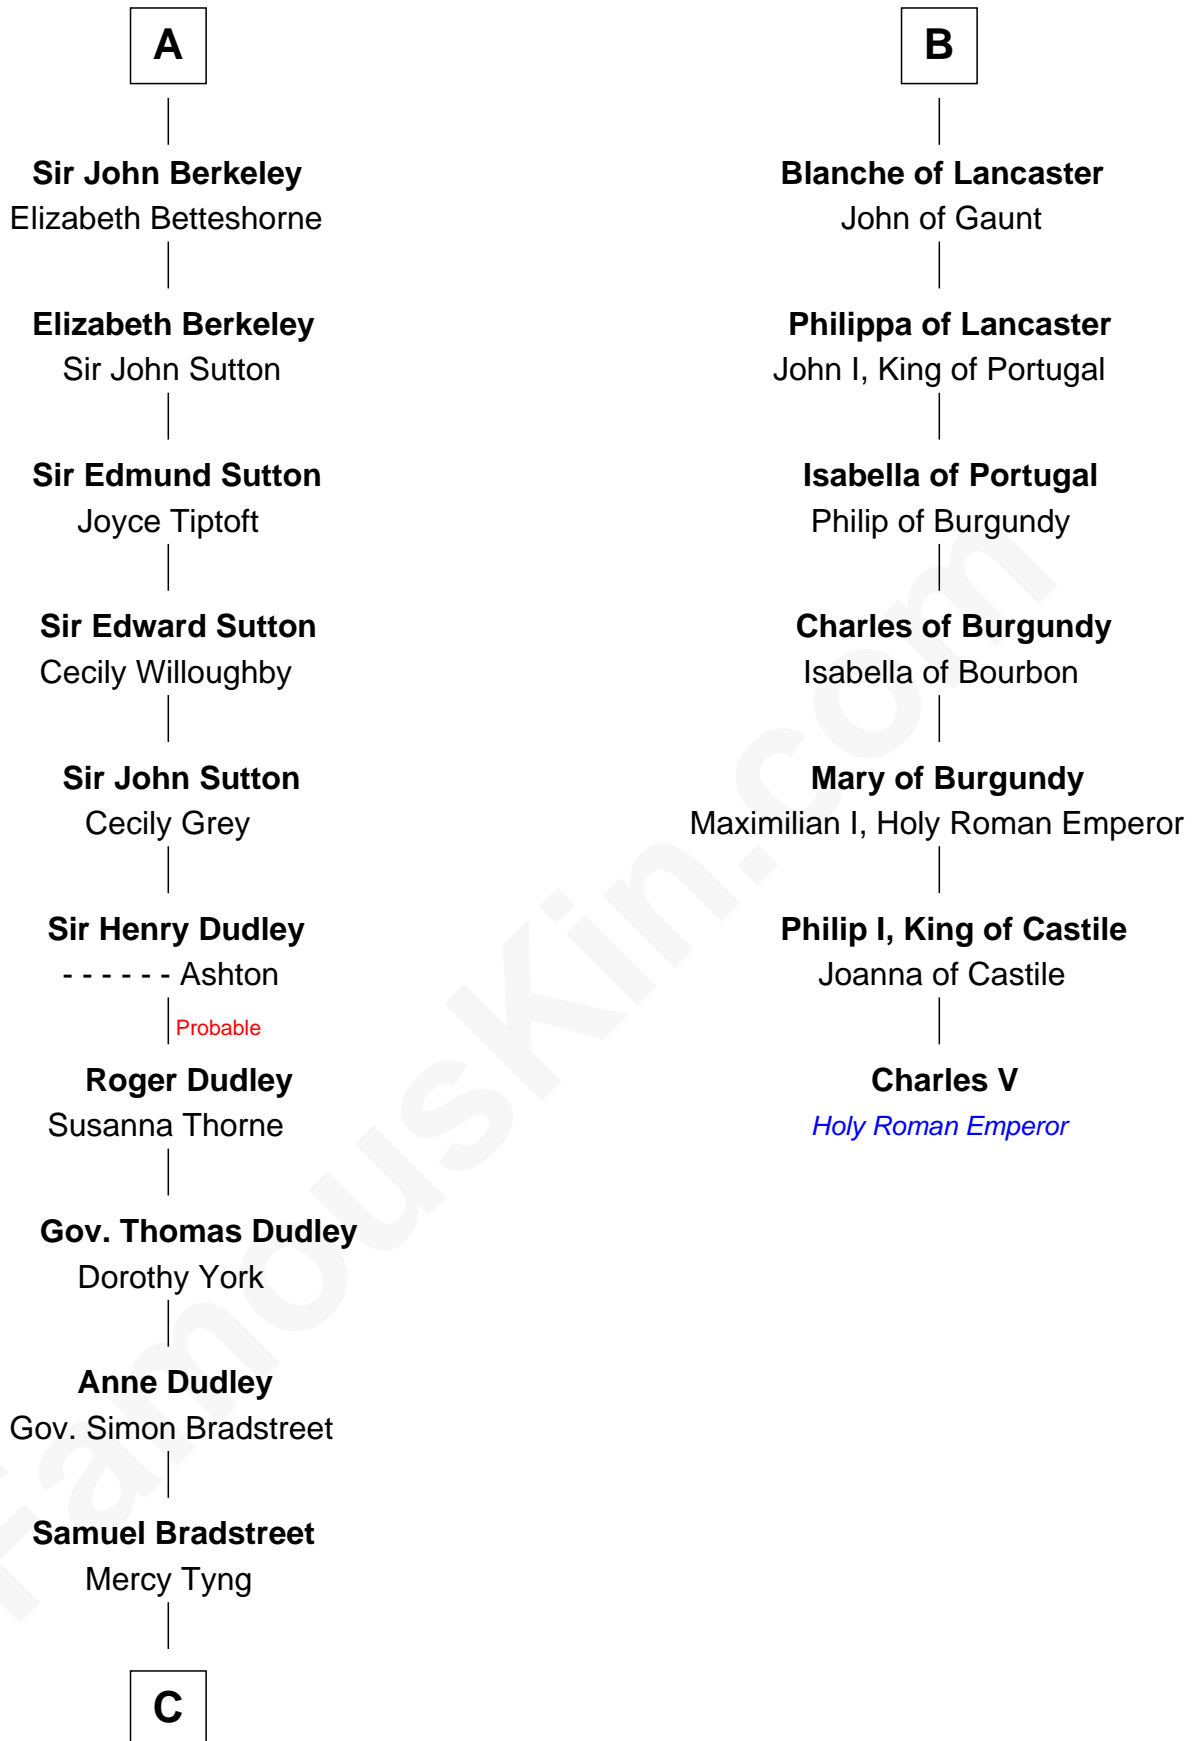 A
Sir John Berkeley
Elizabeth Betteshorne
Elizabeth Berkeley
Sir John Sutton
Sir Edmund Sutton
Joyce Tiptoft
Sir Edward Sutton
Cecily Willoughby
Sir John Sutton
Cecily Grey
Sir Henry Dudley
- - - - - - Ashton
Probable
Roger Dudley
Susanna Thorne
Gov. Thomas Dudley
Dorothy York
Anne Dudley
Gov. Simon Bradstreet
Samuel Bradstreet
Mercy Tyng
C
B
Blanche of Lancaster
John of Gaunt
Philippa of Lancaster
John I, King of Portugal
Isabella of Portugal
Philip of Burgundy
Charles of Burgundy
Isabella of Bourbon
Mary of Burgundy
Maximilian I, Holy Roman Emperor
Philip I, King of Castile
Joanna of Castile
Charles V
Holy Roman Emperor
FamousKin.com